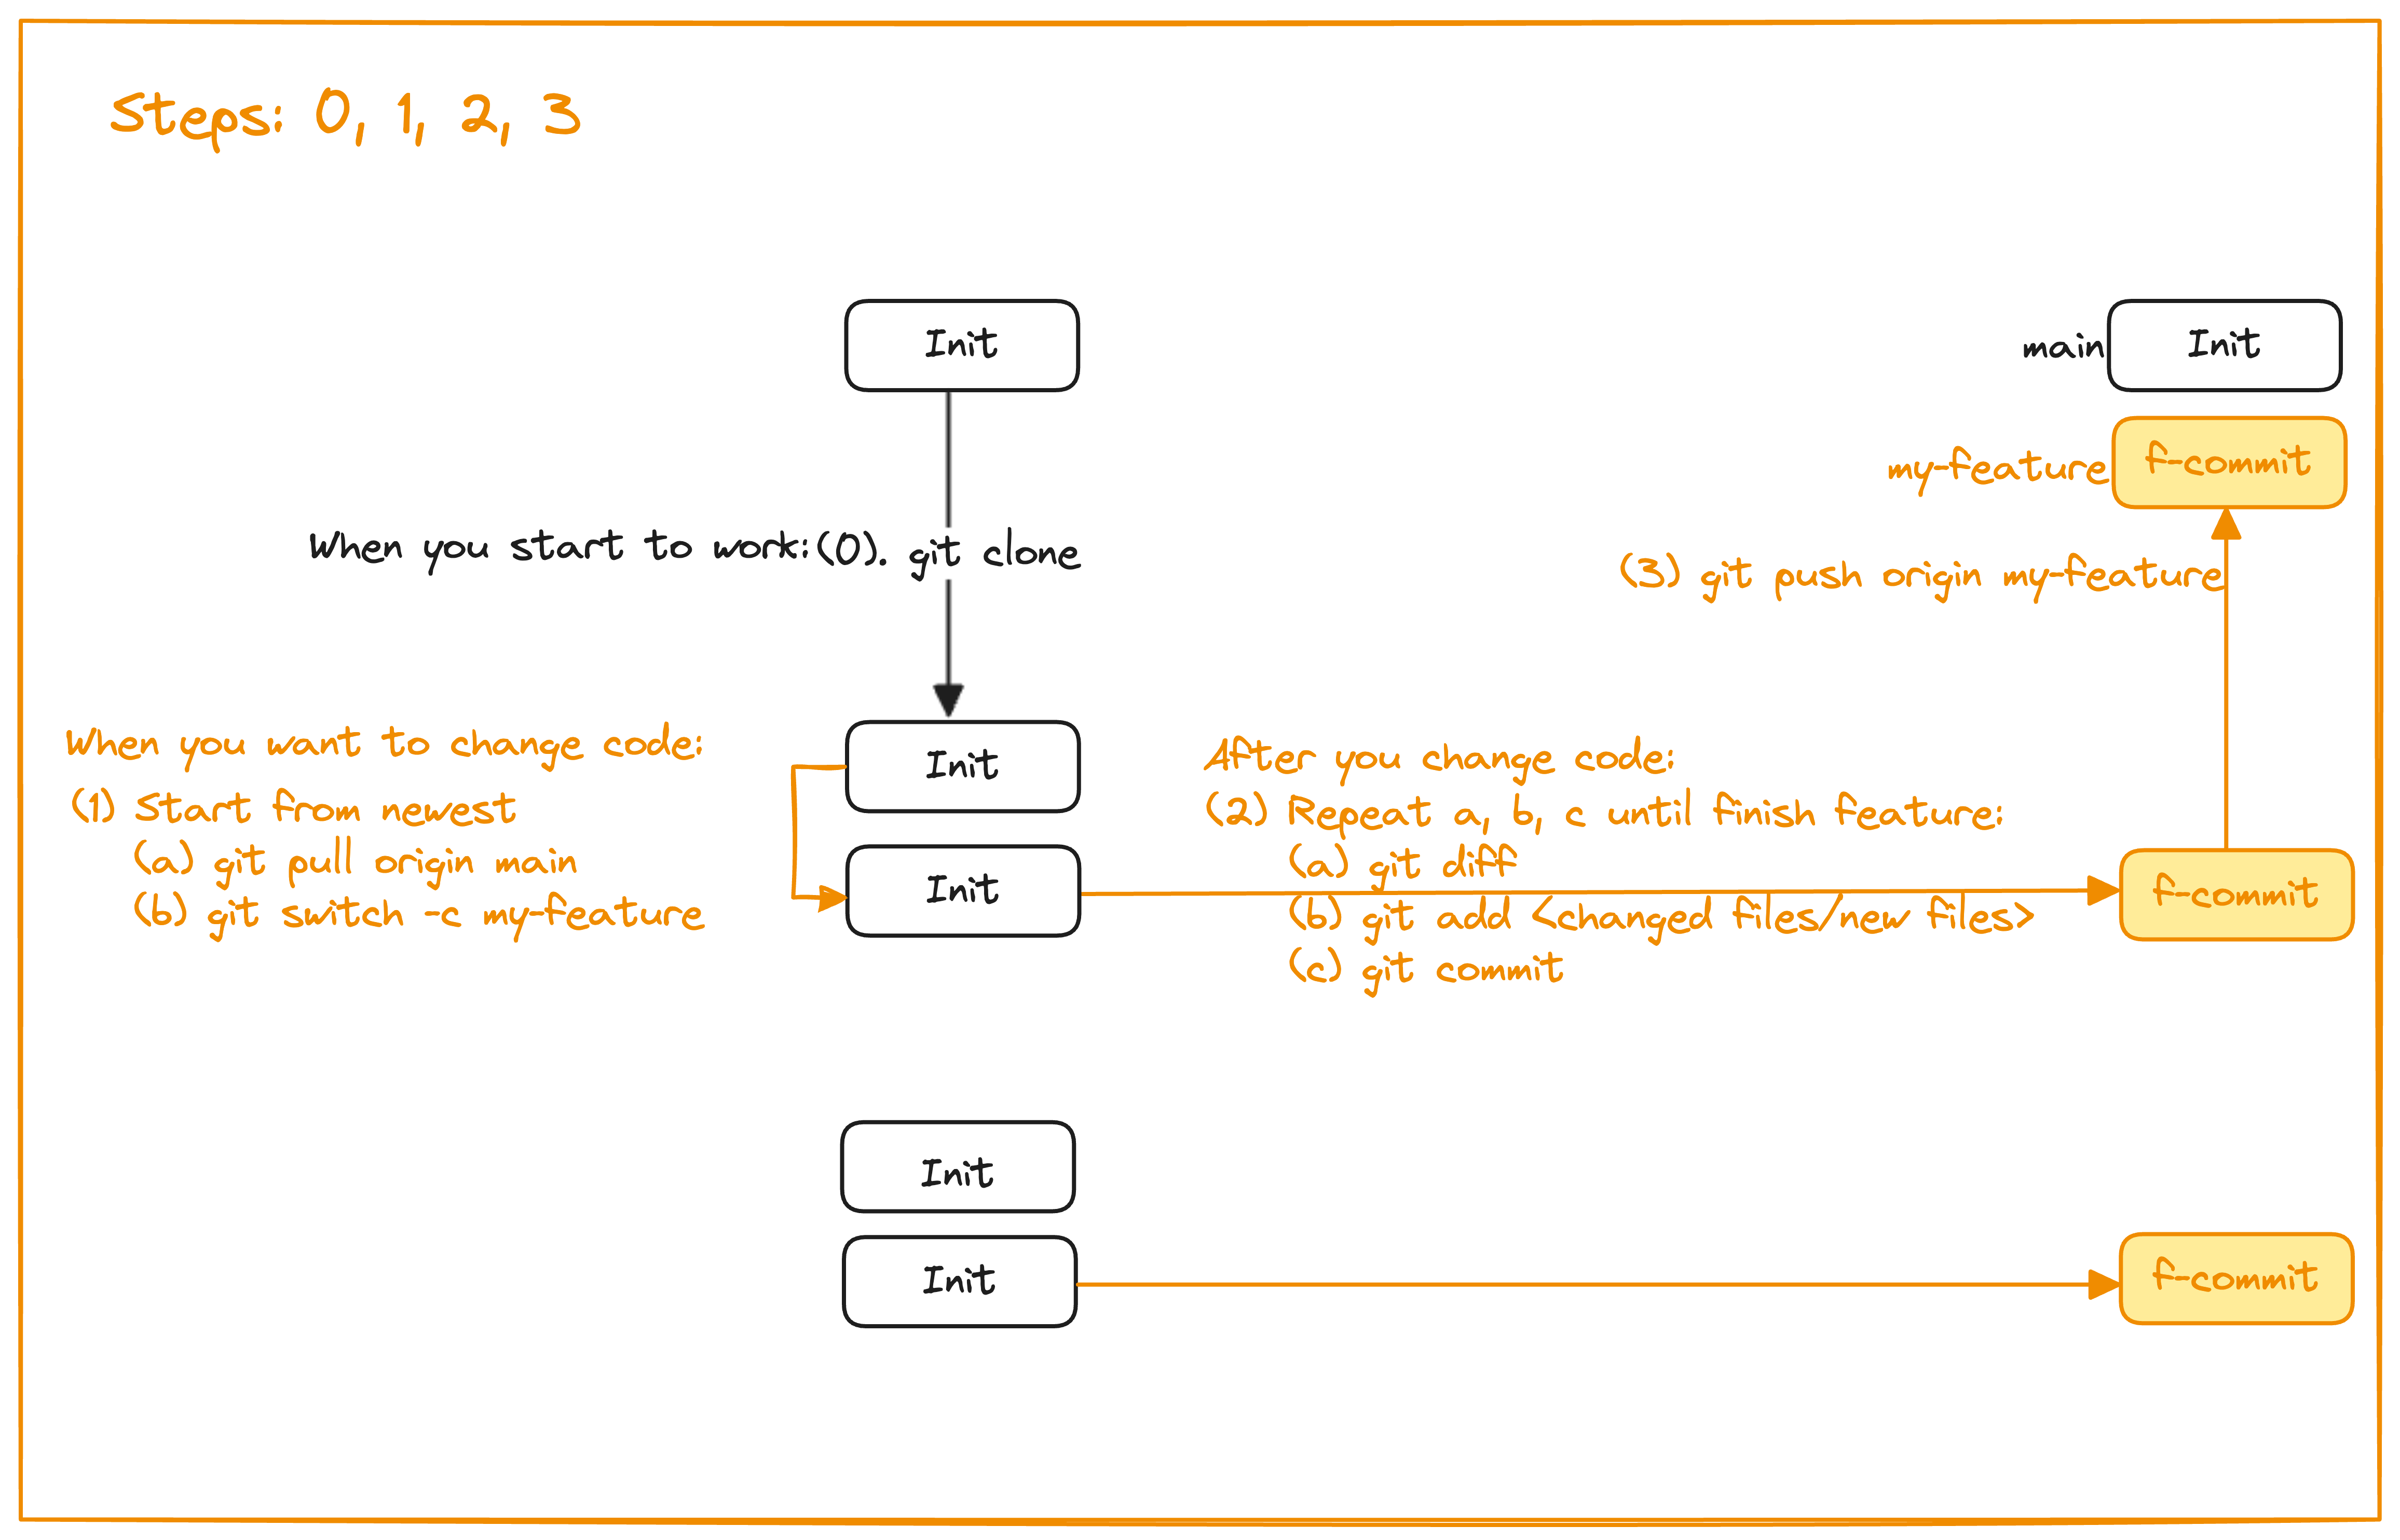 Steps: 0, 1, 2, 3
Init
main
Init
my-feature
f-commit
When you start to work:(0). git clone
(3) git push origin my-feature
When you want to change code:
(1) Start from newest
(a) git pull origin main
(b) git switch -c my-feature
Init
Init
After you change code:
(2) Repeat a, b, c until finish feature:
(a) git diff
(b) git add <changed files/new files>
(c) git commit
f-commit
Init
Init
f-commit